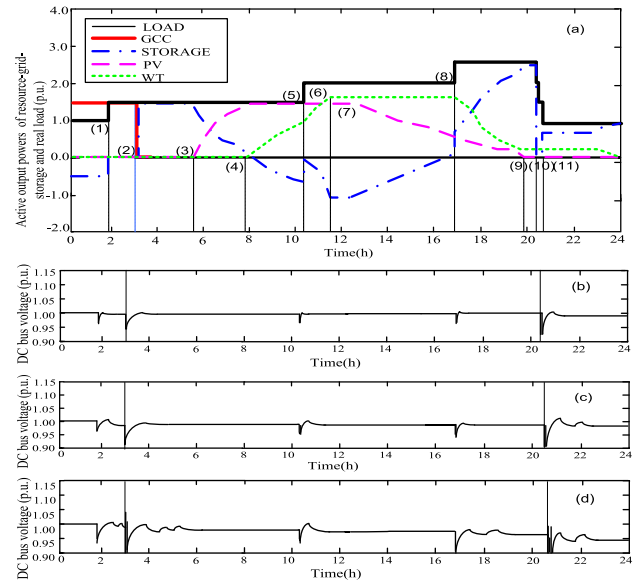 Active output powers of resource-grid-
storage and real load (p.u.)
4.0
3.0
2.0
1.0
0.0
-1.0
-2.0
LOAD
GCC
STORAGE
PV
WT
(a)
(1)
(2)
(3)
(4)
(5)
(6)
(7)
(8)
(9)
(10)
(11)
0 2 4 6 8 10 12 14 16 18 20 22 24
Time(h)
DC bus voltage (p.u.)
1.15
1.10
1.05
1.00
0.95
0.90
(b)
0 2 4 6 8 10 12 14 16 18 20 22 24
Time(h)
DC bus voltage (p.u.)
1.15
1.10
1.05
1.00
0.95
0.90
(c)
0 2 4 6 8 10 12 14 16 18 20 22 24
Time(h)
DC bus voltage (p.u.)
1.15
1.10
1.05
1.00
0.95
0.90
(d)
0 2 4 6 8 10 12 14 16 18 20 22 24
Time(h)